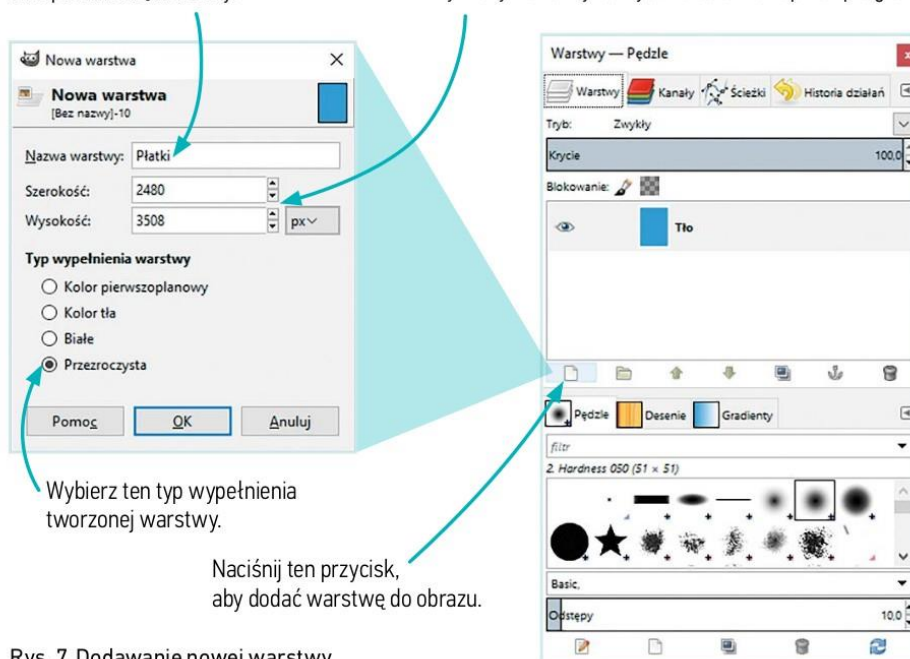 Nowa warstwa
Nowa warstwa
[Bez nazwy]-10
Nazwa warstwy: Płatki
Szerokość: 2480
Wysokość: 3508 px
Typ wypełnienia warstwy
Kolor pierwszoplanowy
Kolor tła
Białe
Przezroczysta
Pomoc OK Anuluj
Wybierz ten typ wypełnienia
tworzonej warstwy.
Naciśnij ten przycisk,
aby dodać warstwę do obrazu.
Warstwy — Pędzle
Warstwy Kanały Ścieżki Historia działań
Tryb: Zwykły
Krycie 100,0
Blokowanie:
Tło
Pędzle Desenie Gradienty
filtr
2. Hardness 050 (51 × 51)
Basic,
Odstępy 10,0
Rys. 7. Dodawanie nowej warstwy